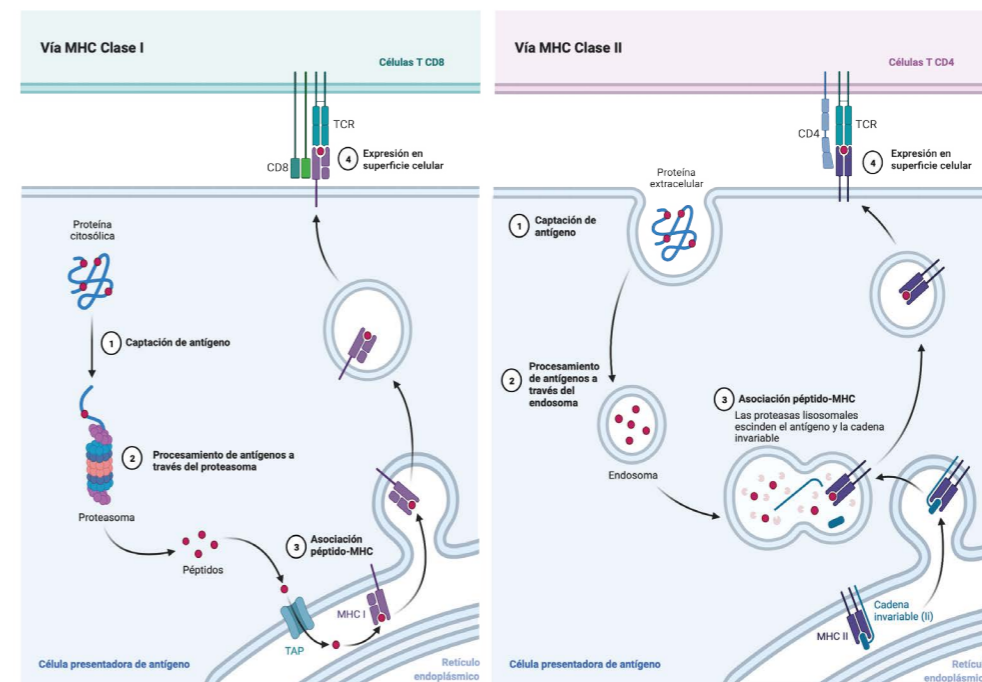 Vía MHC Clase I
Células T CD8
TCR
CD8
4
Expresión en
superficie celular
Proteína
citosólica
1
Captación de antígeno
2
Procesamiento de antígenos a
través del proteasoma
Proteasoma
Péptidos
3
Asociación
péptido-MHC
MHC I
TAP
Célula presentadora de antígeno
Retículo
endoplásmico
Vía MHC Clase II
Células T CD4
CD4
TCR
4
Expresión en
superficie celular
Proteína
extracelular
1
Captación de
antígeno
2
Procesamiento
de antígenos a
través del
endosoma
Endosoma
3
Asociación péptido-MHC
Las proteasas lisosomales
escinden el antígeno y la cadena
invariable
Cadena
invariable (Ii)
MHC II
Célula presentadora de antígeno
Retícu
endoplásmic